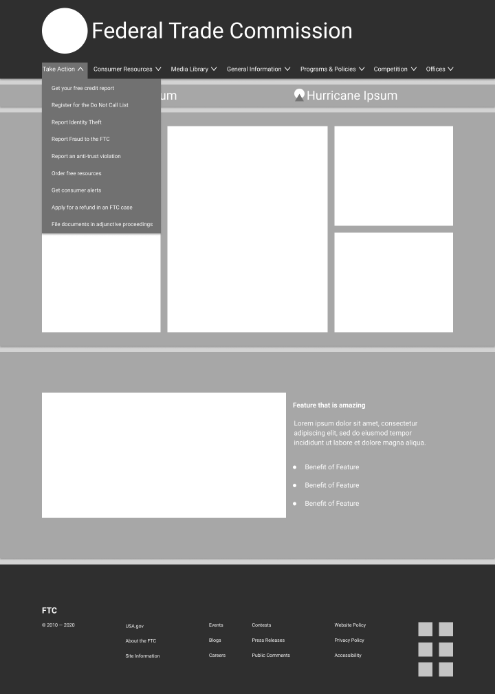 Federal Trade Commission
Take Action Consumer Resources Media Library General Information Programs & Policies Competition Offices
Get your free credit report
um Hurricane Ipsum
Register for the Do Not Call List
Report Identity Theft
Report Fraud to the FTC
Report an anti-trust violation
Order free resources
Get consumer alerts
Apply for a refund in an FTC case
File documents in adjunctive proceedings
Feature that is amazing
Lorem ipsum dolor sit amet, consectetur
adipiscing elit, sed do eiusmod tempor
incididunt ut labore et dolore magna aliqua.
Benefit of Feature
Benefit of Feature
Benefit of Feature
FTC
© 2010 – 2020 USA.gov Events Contests Website Policy
About the FTC Blogs Press Releases Privacy Policy
Site Information Careers Public Comments Accessibility